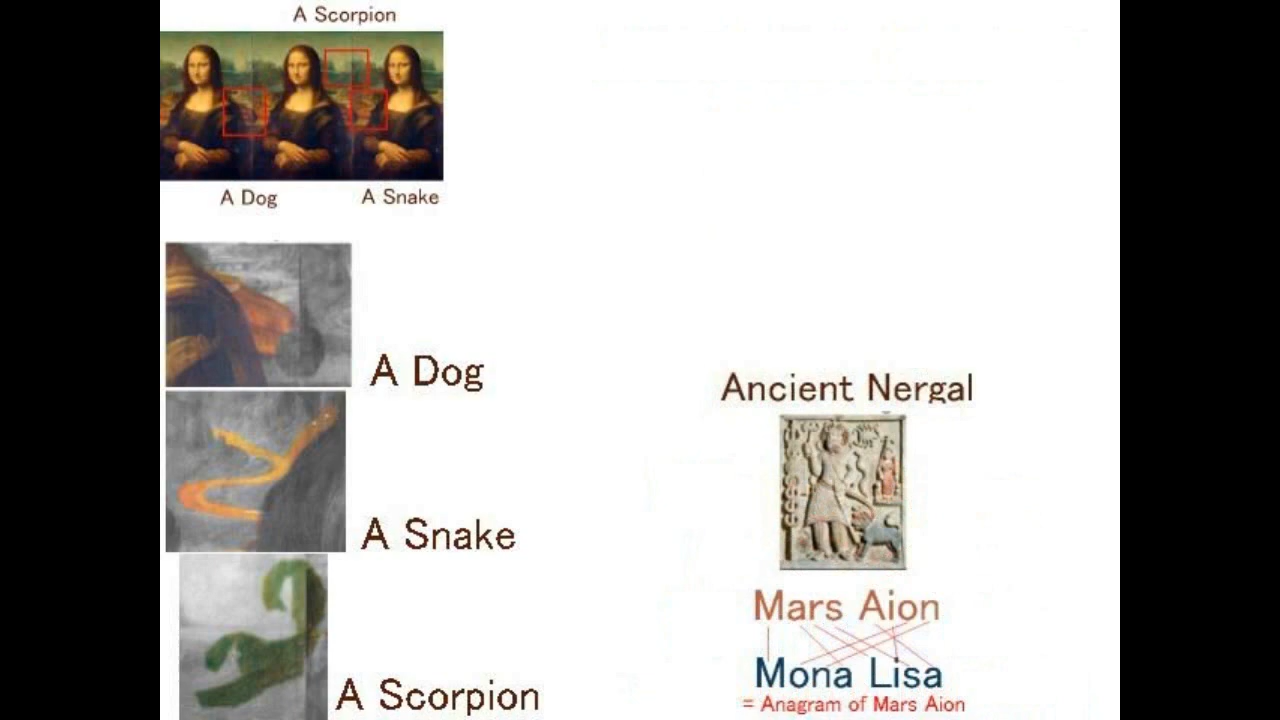 A Scorpion
A Dog
A Snake
A Dog
A Snake
A Scorpion
Ancient Nergal
Mars Aion
Mona Lisa
= Anagram of Mars Aion